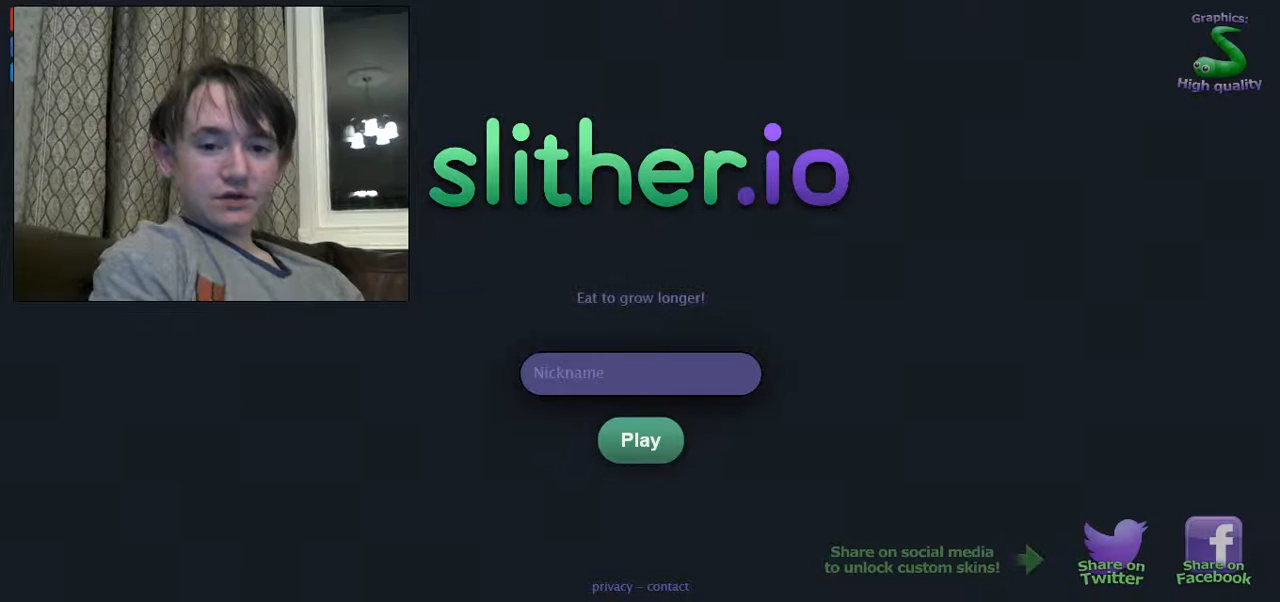 Graphics:
High quality
slither.io
Eat to grow longer!
Nickname
Play
Share on social media
to unlock custom skins!
Share on
Twitter
Share on
Facebook
privacy – contact